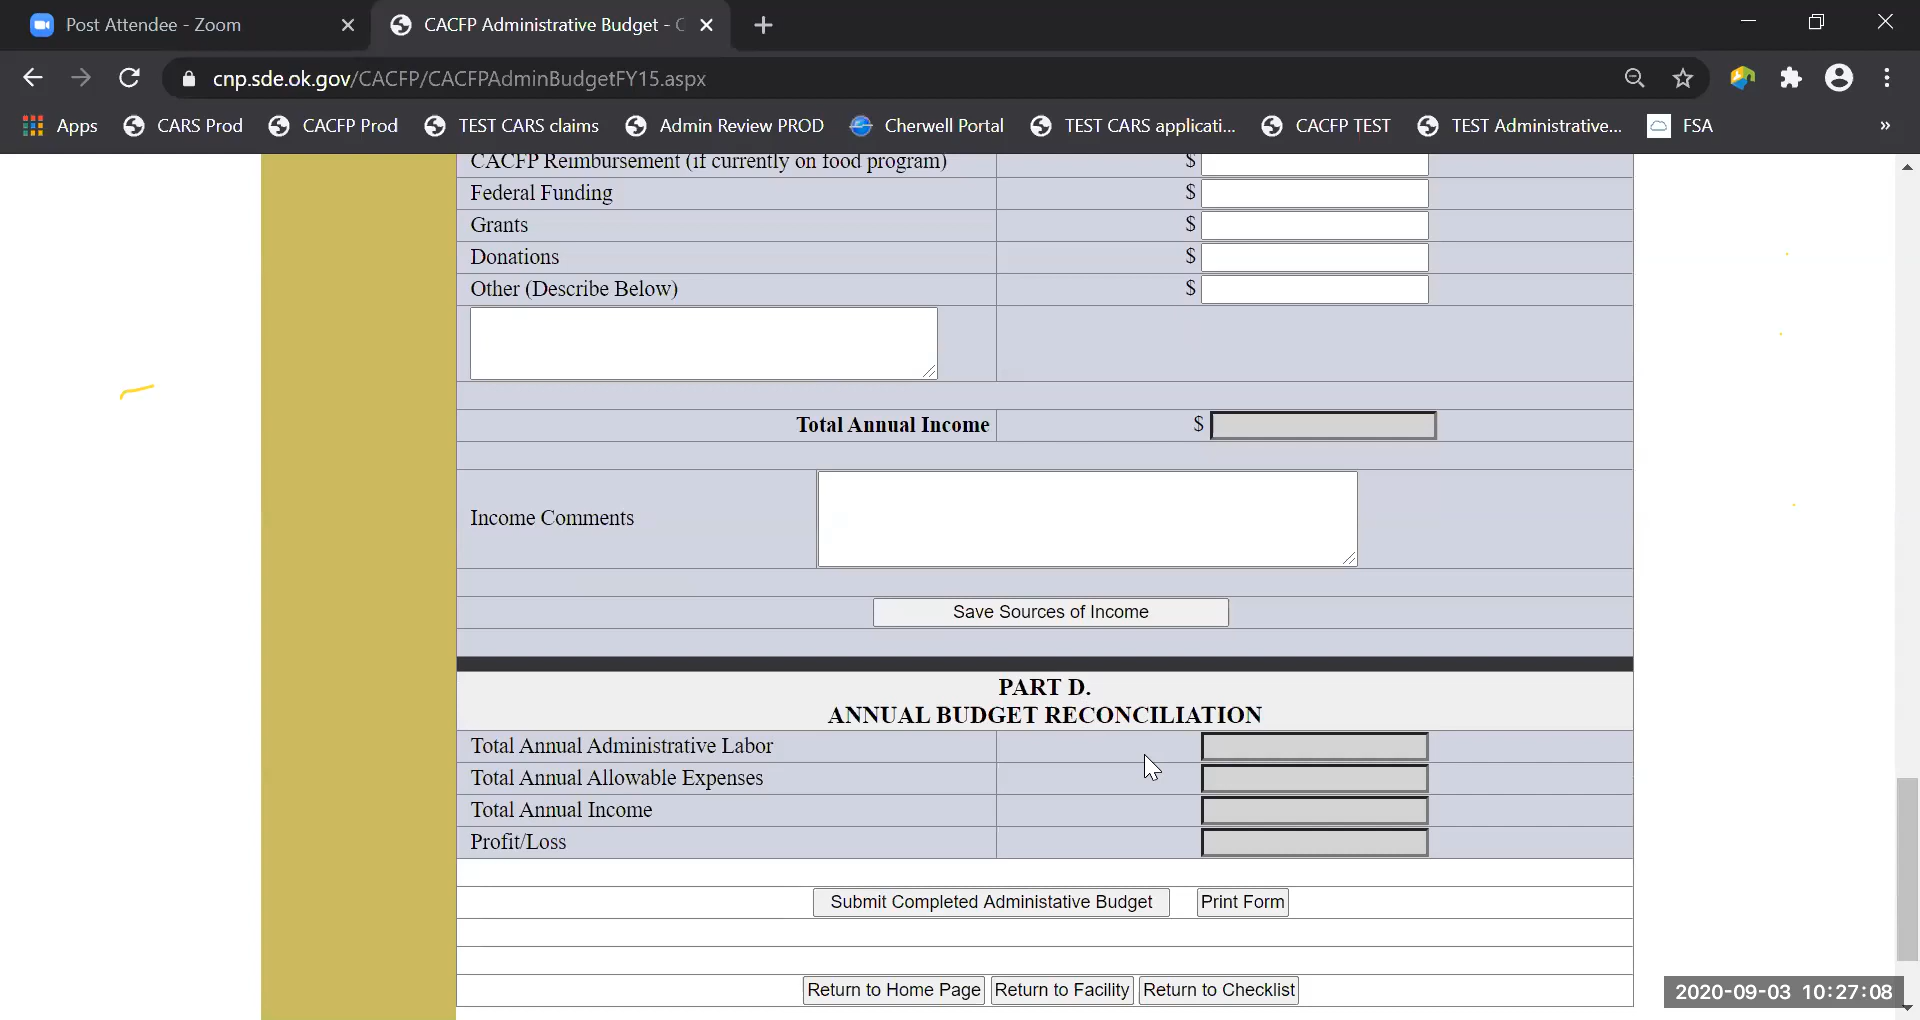 Post Attendee - Zoom
CACFP Administrative Budget - C
cnp.sde.ok.gov/CACFP/CACFPAdminBudgetFY15.aspx
Apps CARS Prod CACFP Prod TEST CARS claims Admin Review PROD Cherwell Portal TEST CARS applicati... CACFP TEST TEST Administrative... FSA »
CACFP Reimbursement (if currently on food program) $
Federal Funding $
Grants $
Donations $
Other (Describe Below) $
Total Annual Income $
Income Comments
Save Sources of Income
PART D.
ANNUAL BUDGET RECONCILIATION
Total Annual Administrative Labor
Total Annual Allowable Expenses
Total Annual Income
Profit/Loss
Submit Completed Administative Budget Print Form
Return to Home Page Return to Facility Return to Checklist
2020-09-03 10:27:08